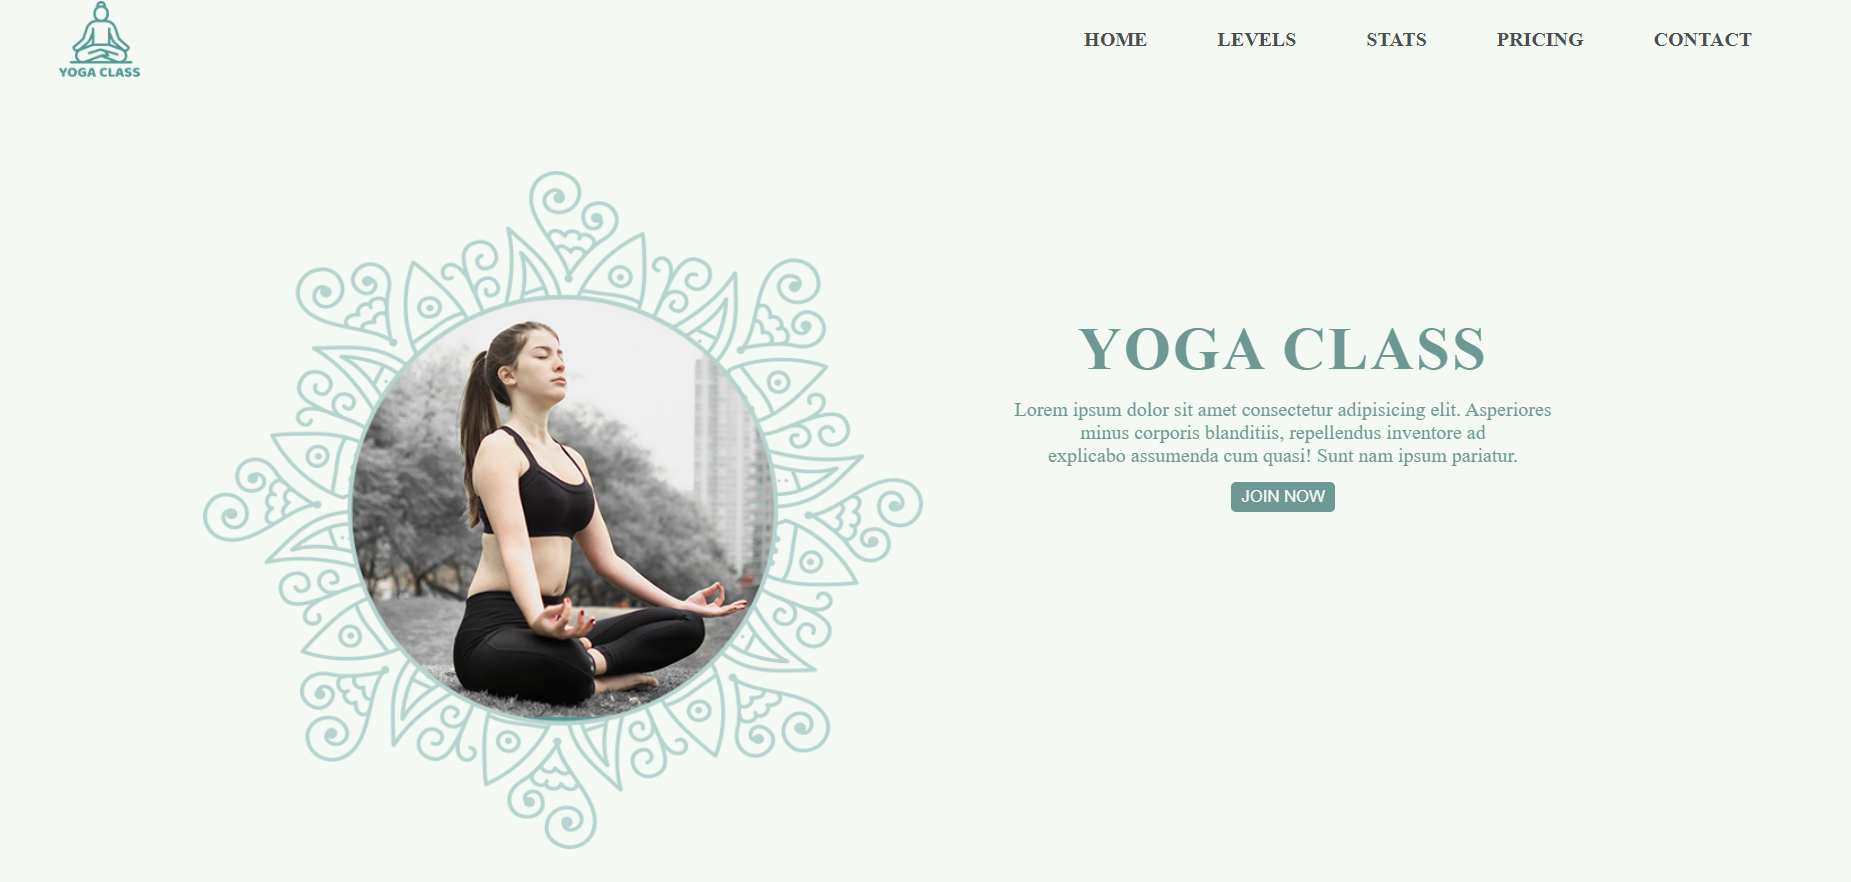 YOGA CLASS
HOME LEVELS STATS PRICING CONTACT
YOGA CLASS
Lorem ipsum dolor sit amet consectetur adipisicing elit. Asperiores
minus corporis blanditiis, repellendus inventore ad
explicabo assumenda cum quasi! Sunt nam ipsum pariatur.
JOIN NOW